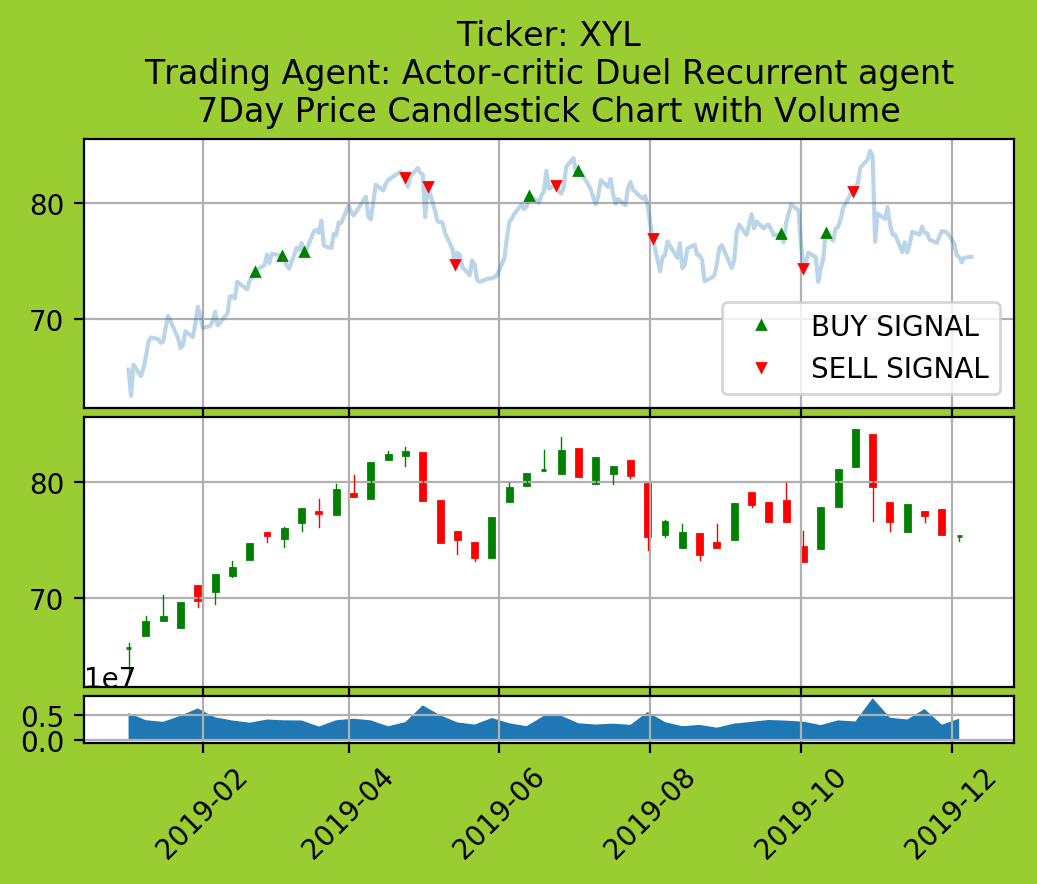 Ticker: XYL
Trading Agent: Actor-critic Duel Recurrent agent
7Day Price Candlestick Chart with Volume
80
70
BUY SIGNAL
SELL SIGNAL
80
70
1e7
0.5
0.0
2019-02
2019-04
2019-06
2019-08
2019-10
2019-12